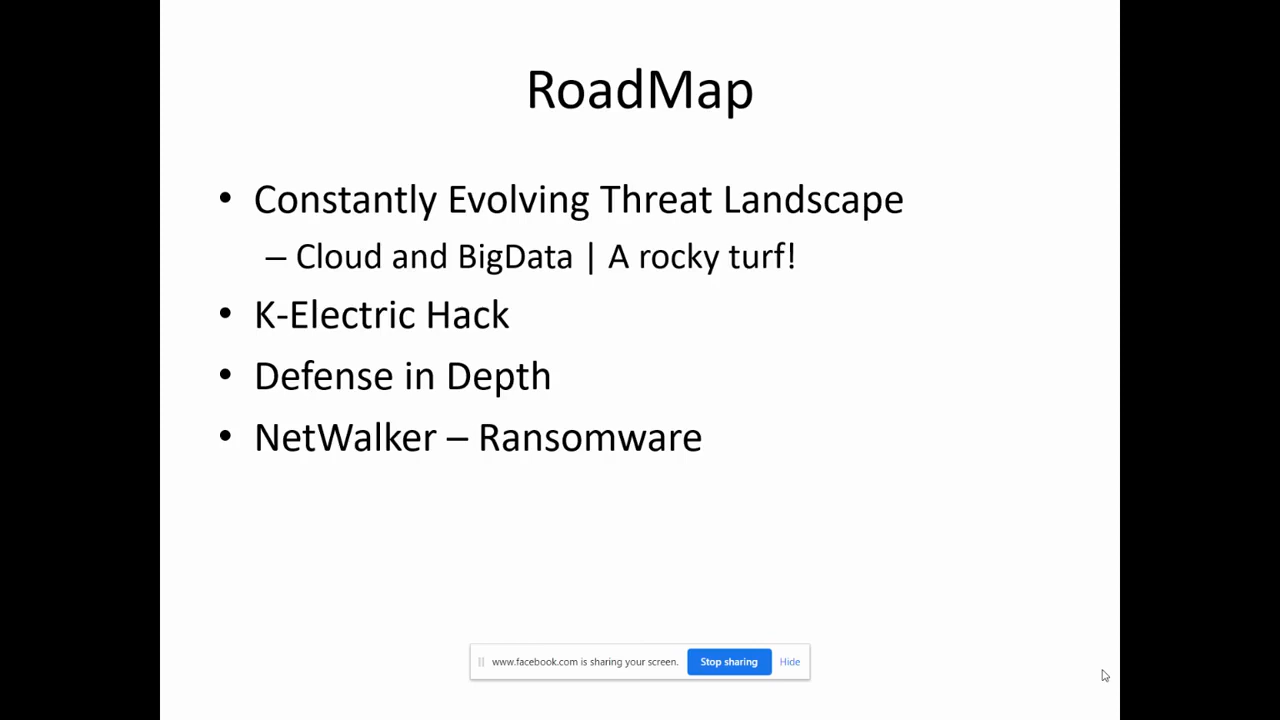 RoadMap
• Constantly Evolving Threat Landscape
– Cloud and BigData | A rocky turf!
• K-Electric Hack
• Defense in Depth
• NetWalker – Ransomware
www.facebook.com is sharing your screen. Stop sharing Hide